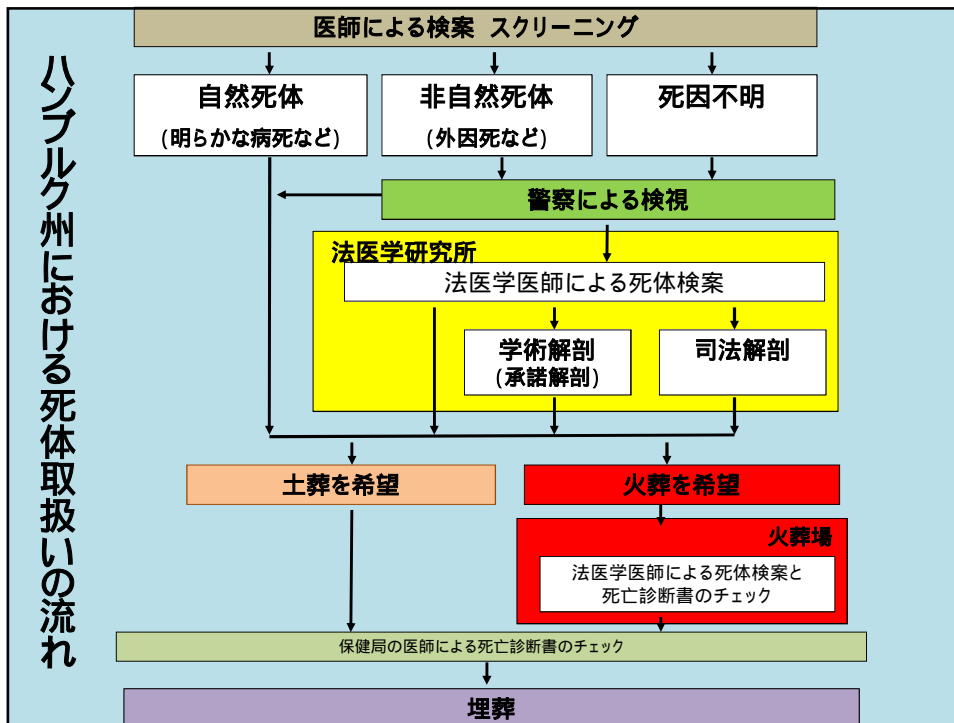 ハンブルク州における死体取扱いの流れ
医師による検案 スクリーニング
自然死体
(明らかな病死など)
非自然死体
(外因死など)
死因不明
警察による検視
法医学研究所
法医学医師による死体検案
学術解剖
(承諾解剖)
司法解剖
土葬を希望
火葬を希望
火葬場
法医学医師による死体検案と
死亡診断書のチェック
保健局の医師による死亡診断書のチェック
埋葬